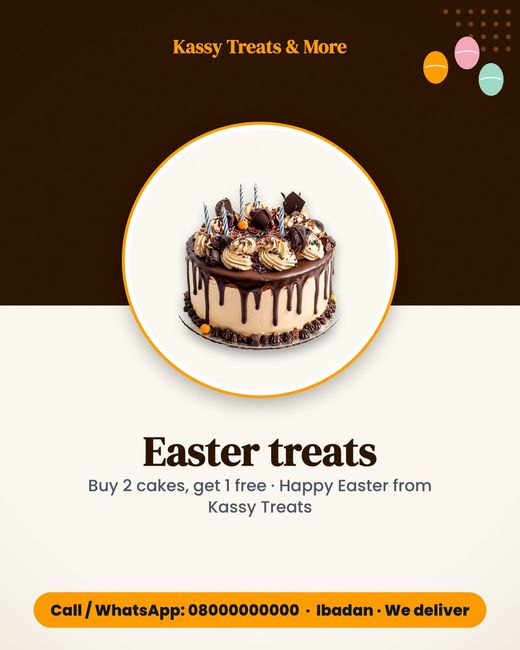 Kassy Treats & More
Easter treats
Buy 2 cakes, get 1 free · Happy Easter from
Kassy Treats
Call / WhatsApp: 08000000000 · Ibadan · We deliver